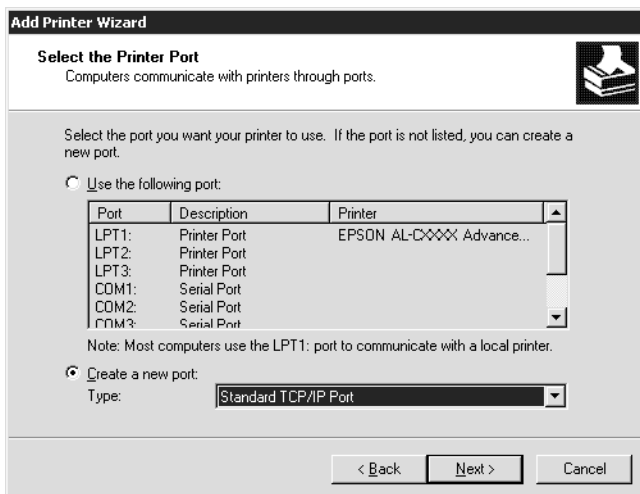 Add Printer Wizard
Select the Printer Port
Computers communicate with printers through ports.
Select the port you want your printer to use. If the port is not listed, you can create a
new port.
Use the following port:
Port Description Printer
LPT1: Printer Port EPSON AL-CXXXX Advance...
LPT2: Printer Port
LPT3: Printer Port
COM1: Serial Port
COM2: Serial Port
COM3: Serial Port
Note: Most computers use the LPT1: port to communicate with a local printer.
Create a new port:
Type: Standard TCP/IP Port
< Back Next > Cancel